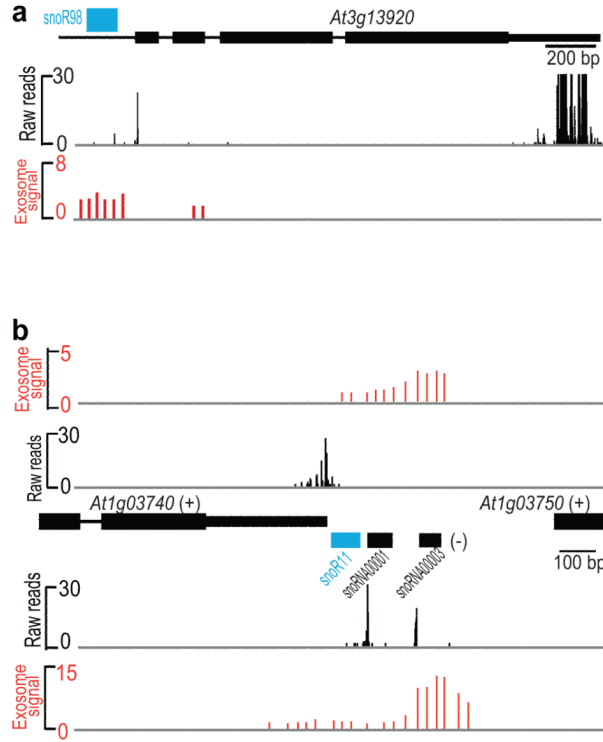 a
snoR98
At3g13920
200 bp
Raw reads
30
0
Exosome signal
8
0
b
Exosome signal
5
0
Raw reads
30
0
At1g03740 (+)
At1g03750 (+)
snoR11
snoRNA00001
snoRNA00003
(-)
100 bp
Raw reads
30
0
Exosome signal
15
0